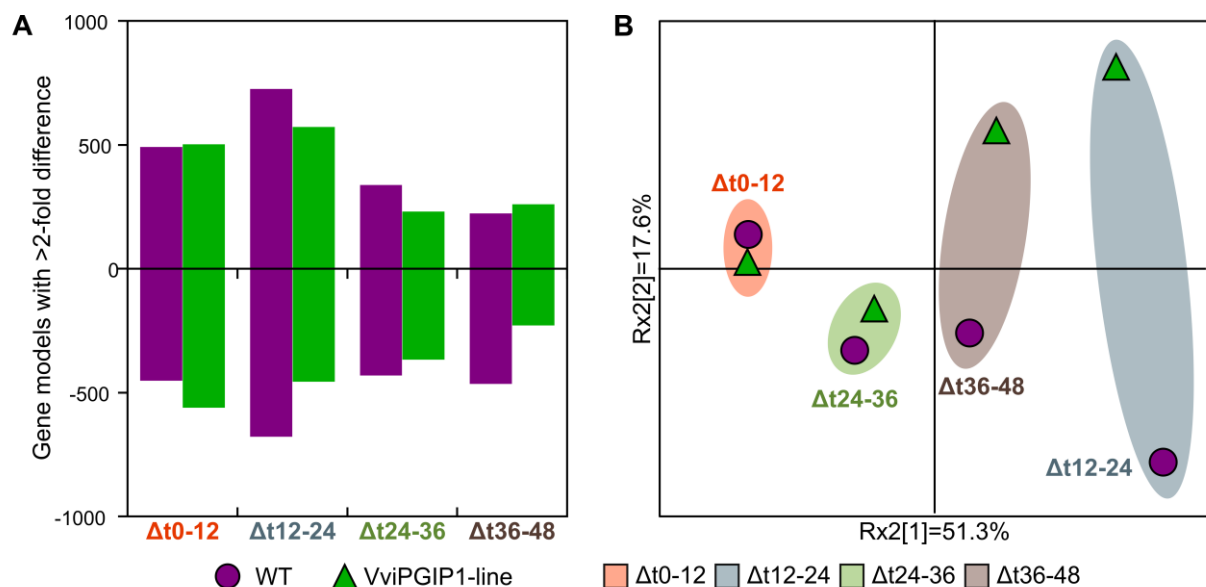 A
Gene models with >2-fold difference
1000
500
0
-500
-1000
Δt0-12 Δt12-24 Δt24-36 Δt36-48
WT VviPGIP1-line
B
Rx2[2]=17.6%
Δt0-12
Δt24-36
Δt36-48
Δt12-24
Rx2[1]=51.3%
Δt0-12 Δt12-24 Δt24-36 Δt36-48